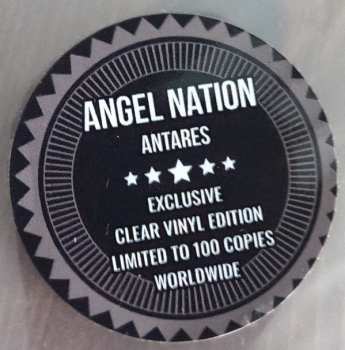 ANGEL NATION
ANTARES
EXCLUSIVE
CLEAR VINYL EDITION
LIMITED TO 100 COPIES
WORLDWIDE